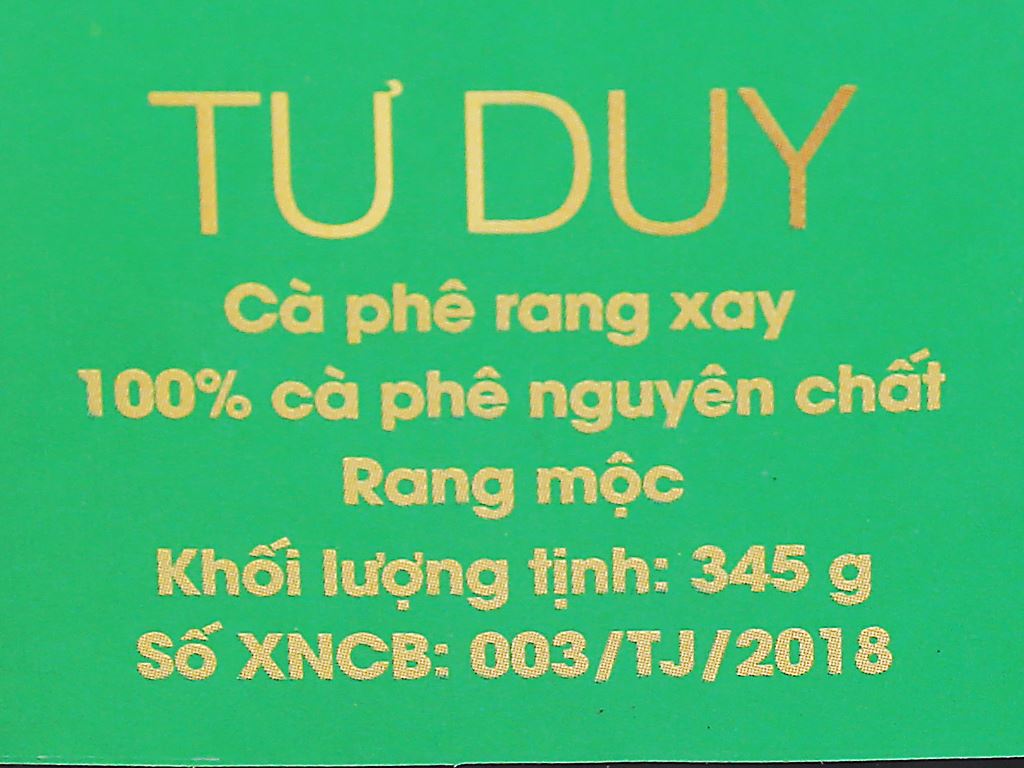 TƯ DUY
Cà phê rang xay
100% cà phê nguyên chất
Rang mộc
Khối lượng tịnh: 345 g
Số XNCB: 003/TJ/2018